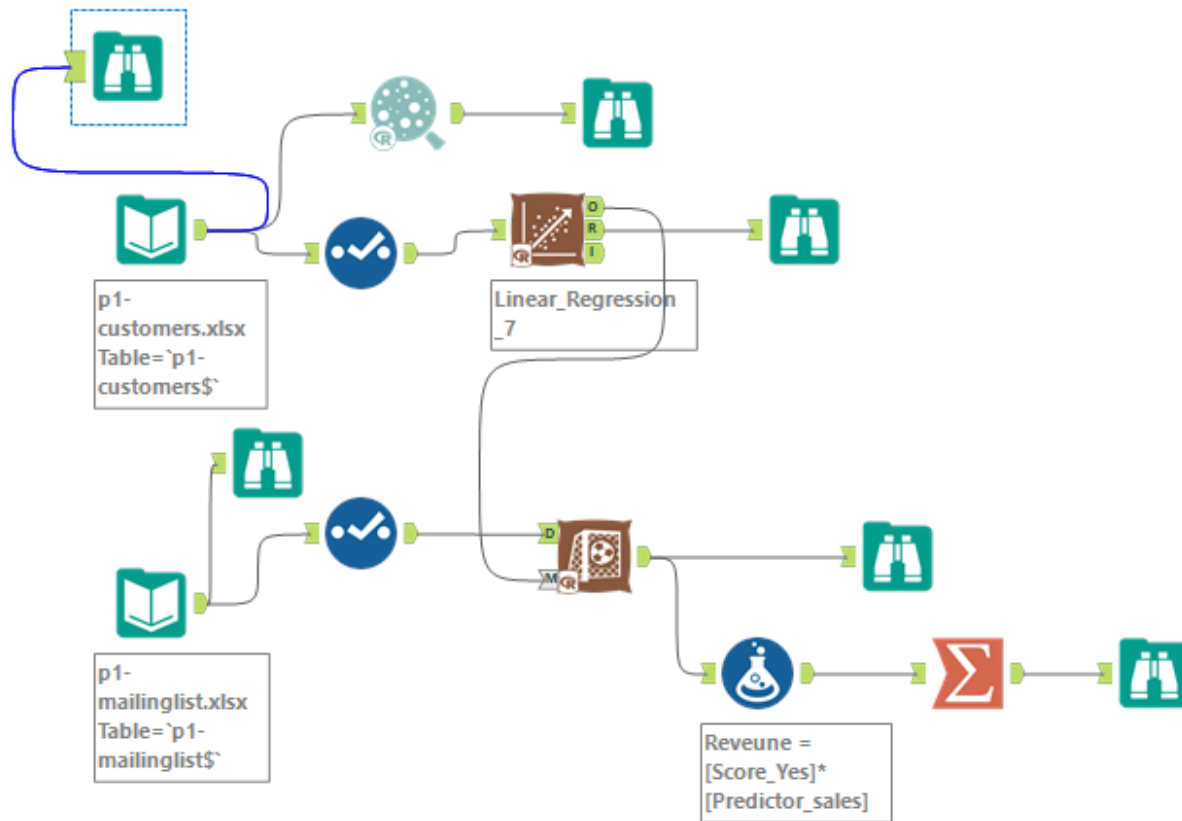 O
R
I
p1-
customers.xlsx
Table=`p1-
customers$`
Linear_Regression
_7
D
M
p1-
mailinglist.xlsx
Table=`p1-
mailinglist$`
Reveune =
[Score_Yes]*
[Predictor_sales]
R
R
R
Σ